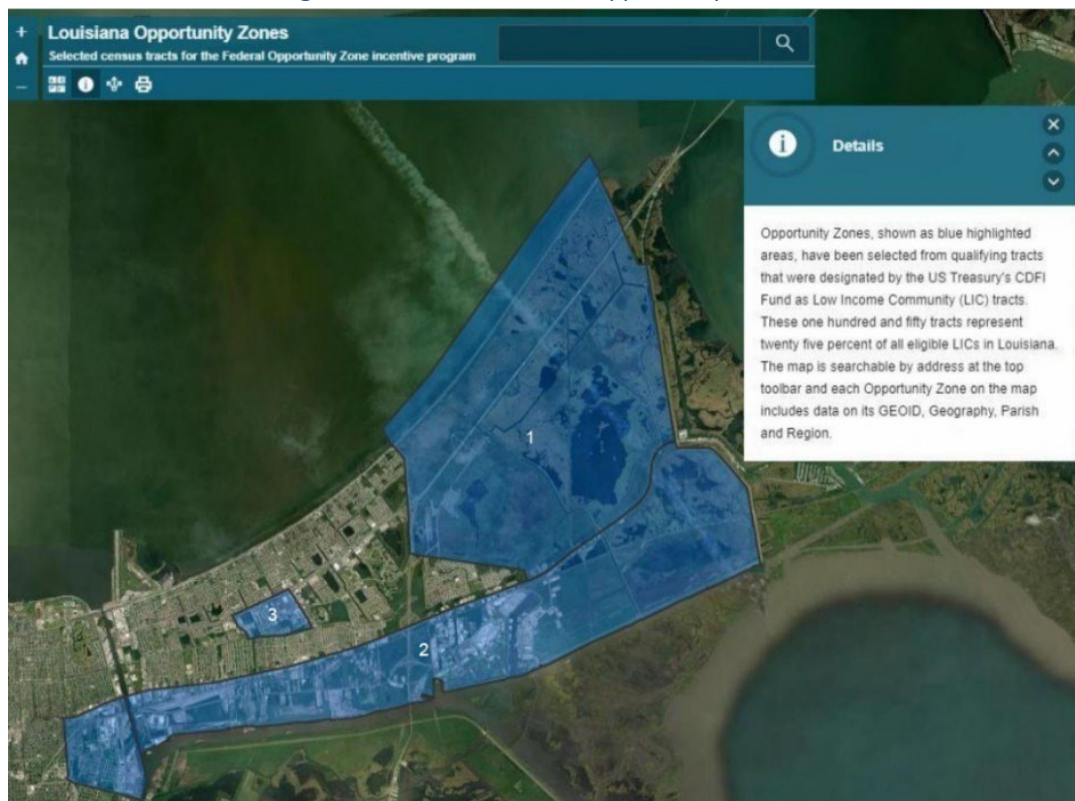 Louisiana Opportunity Zones
Selected census tracts for the Federal Opportunity Zone incentive program
Details
Opportunity Zones, shown as blue highlighted
areas, have been selected from qualifying tracts
that were designated by the US Treasury's CDFI
Fund as Low Income Community (LIC) tracts.
These one hundred and fifty tracts represent
twenty five percent of all eligible LICs in Louisiana.
The map is searchable by address at the top
toolbar and each Opportunity Zone on the map
includes data on its GEOID, Geography, Parish
and Region.
1
3
2